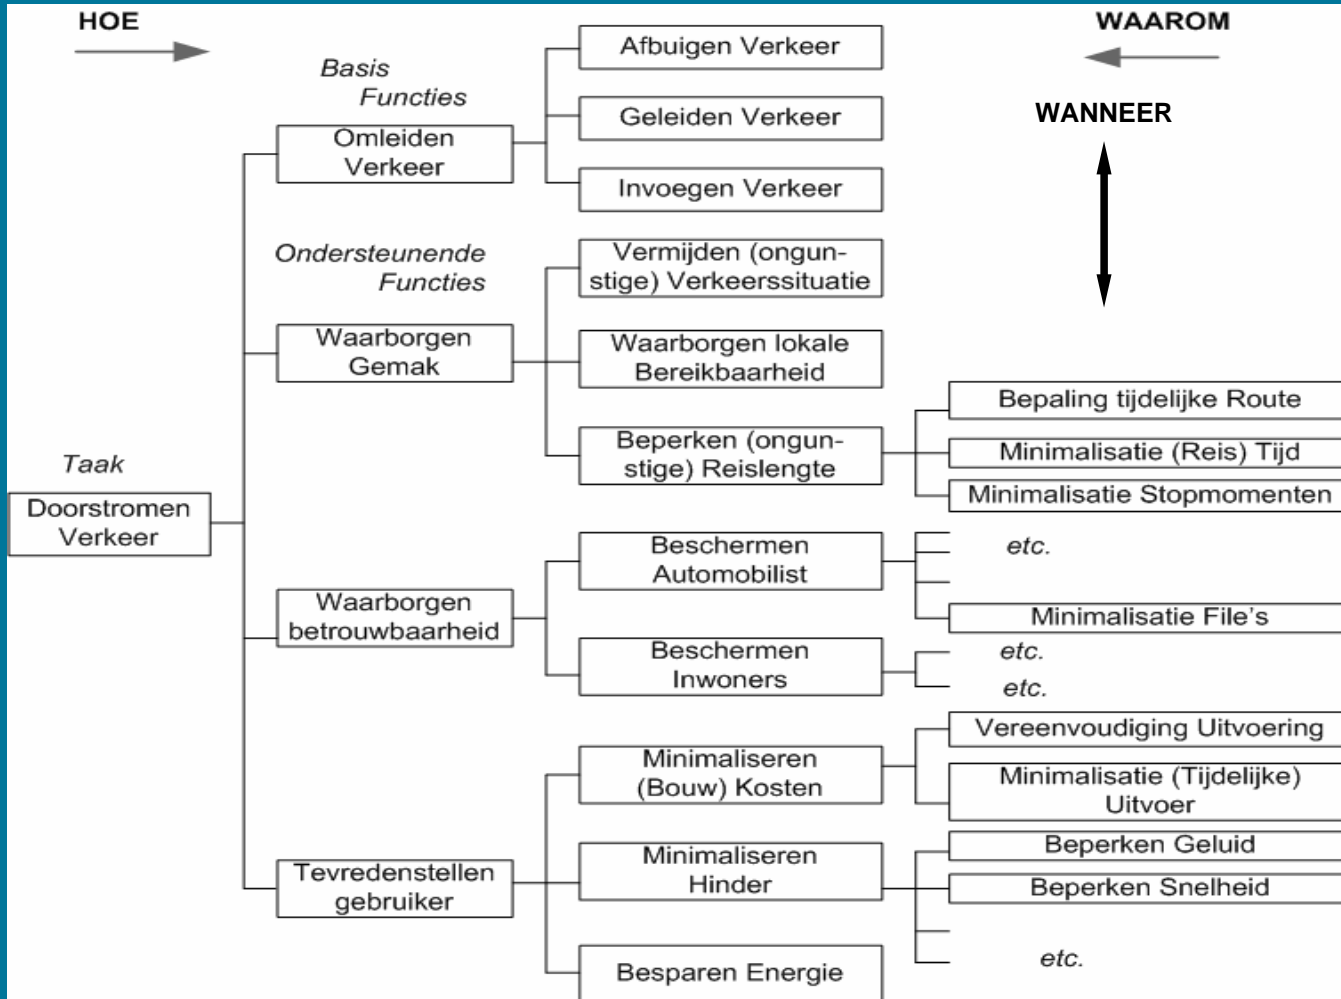 HOE
WAAROM
WANNEER
Basis
Functies
Omleiden
Verkeer
Afbuigen Verkeer
Geleiden Verkeer
Invoegen Verkeer
Ondersteunende
Functies
Waarborgen
Gemak
Vermijden (ongun-
stige) Verkeerssituatie
Waarborgen lokale
Bereikbaarheid
Beperken (ongun-
stige) Reislengte
Bepaling tijdelijke Route
Minimalisatie (Reis) Tijd
Minimalisatie Stopmomenten
Taak
Doorstromen
Verkeer
Waarborgen
betrouwbaarheid
Beschermen
Automobilist
etc.
Minimalisatie File's
Beschermen
Inwoners
etc.
etc.
Tevredenstellen
gebruiker
Minimaliseren
(Bouw) Kosten
Vereenvoudiging Uitvoering
Minimalisatie (Tijdelijke)
Uitvoer
Minimaliseren
Hinder
Beperken Geluid
Beperken Snelheid
etc.
Besparen Energie